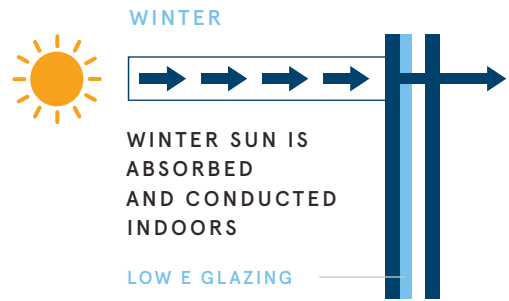 WINTER
WINTER SUN IS
ABSORBED
AND CONDUCTED
INDOORS
LOW E GLAZING